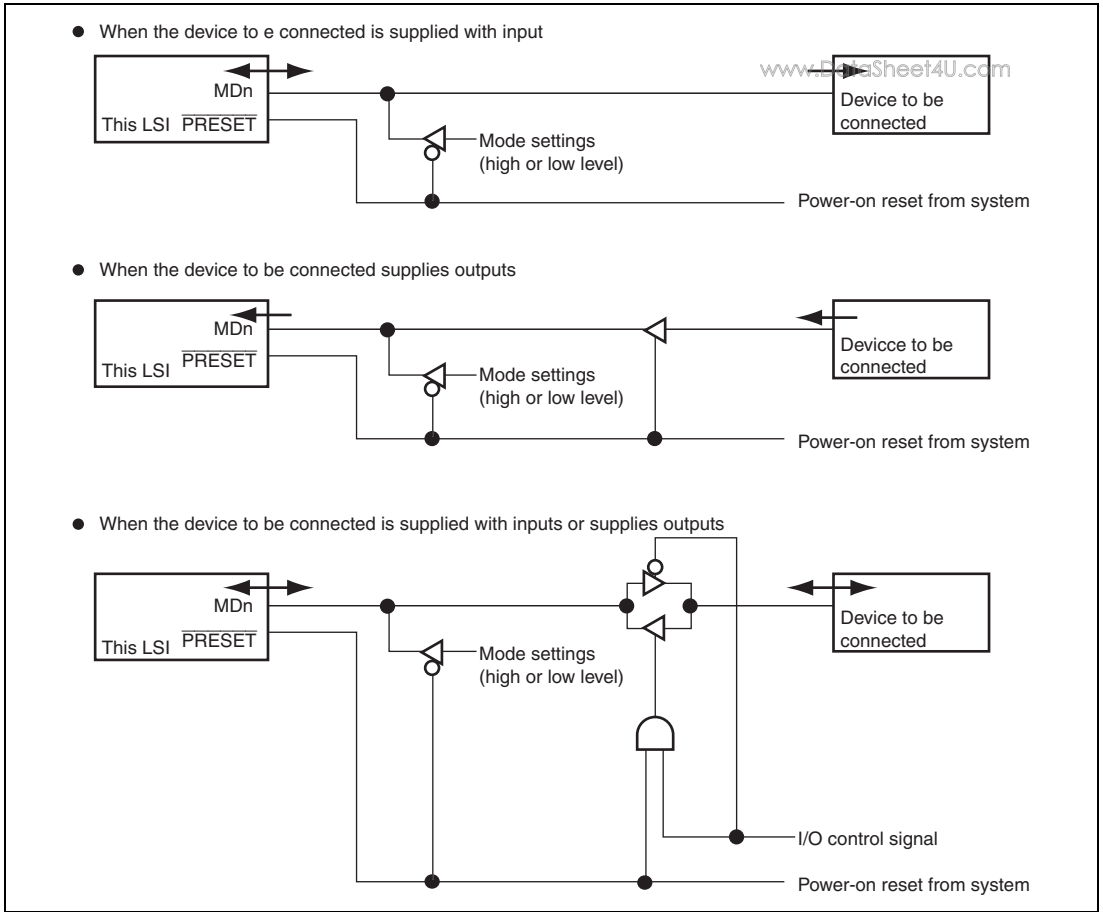 ● When the device to e connected is supplied with input
www.DataSheet4U.com
MDn
This LSI PRESET
Device to be
connected
Mode settings
(high or low level)
Power-on reset from system
● When the device to be connected supplies outputs
MDn
This LSI PRESET
Devicce to be
connected
Mode settings
(high or low level)
Power-on reset from system
● When the device to be connected is supplied with inputs or supplies outputs
MDn
This LSI PRESET
Device to be
connected
Mode settings
(high or low level)
I/O control signal
Power-on reset from system